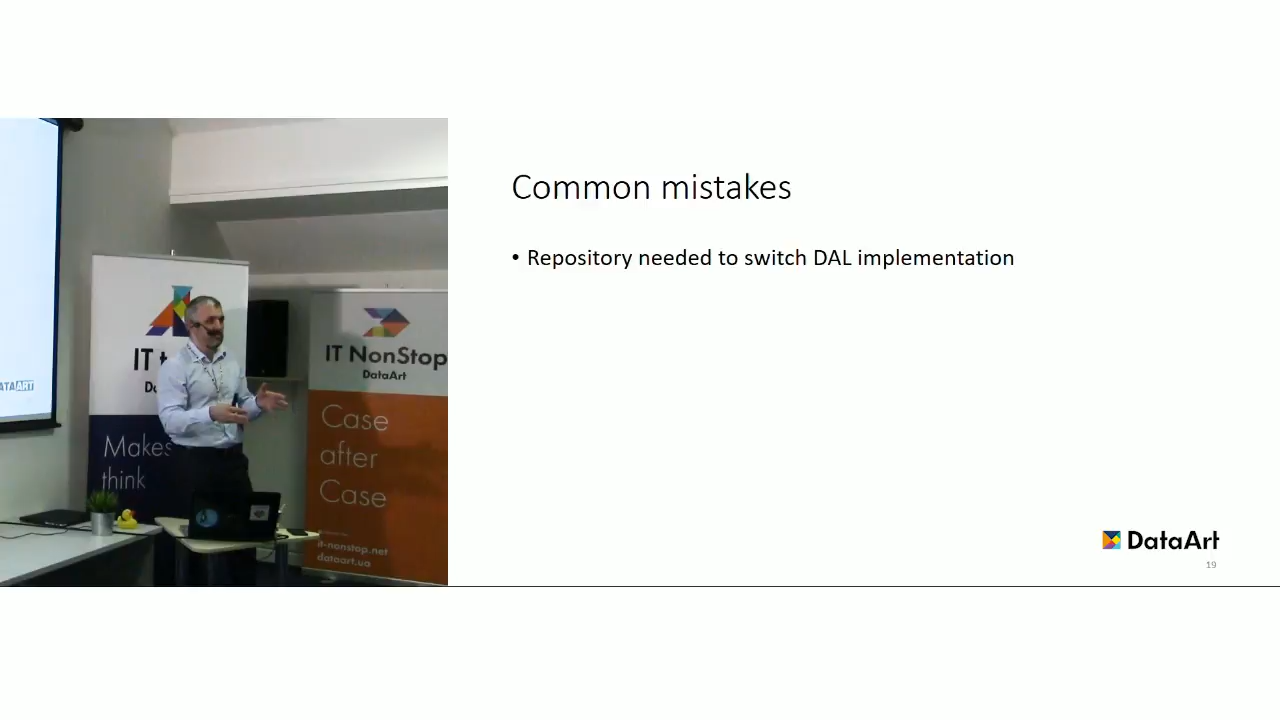 Common mistakes
• Repository needed to switch DAL implementation
DataArt
19
ATAART
IT
Makes
think
IT NonStop
DataArt
Case
after
Case
it-nonstop.net
dataart.ua